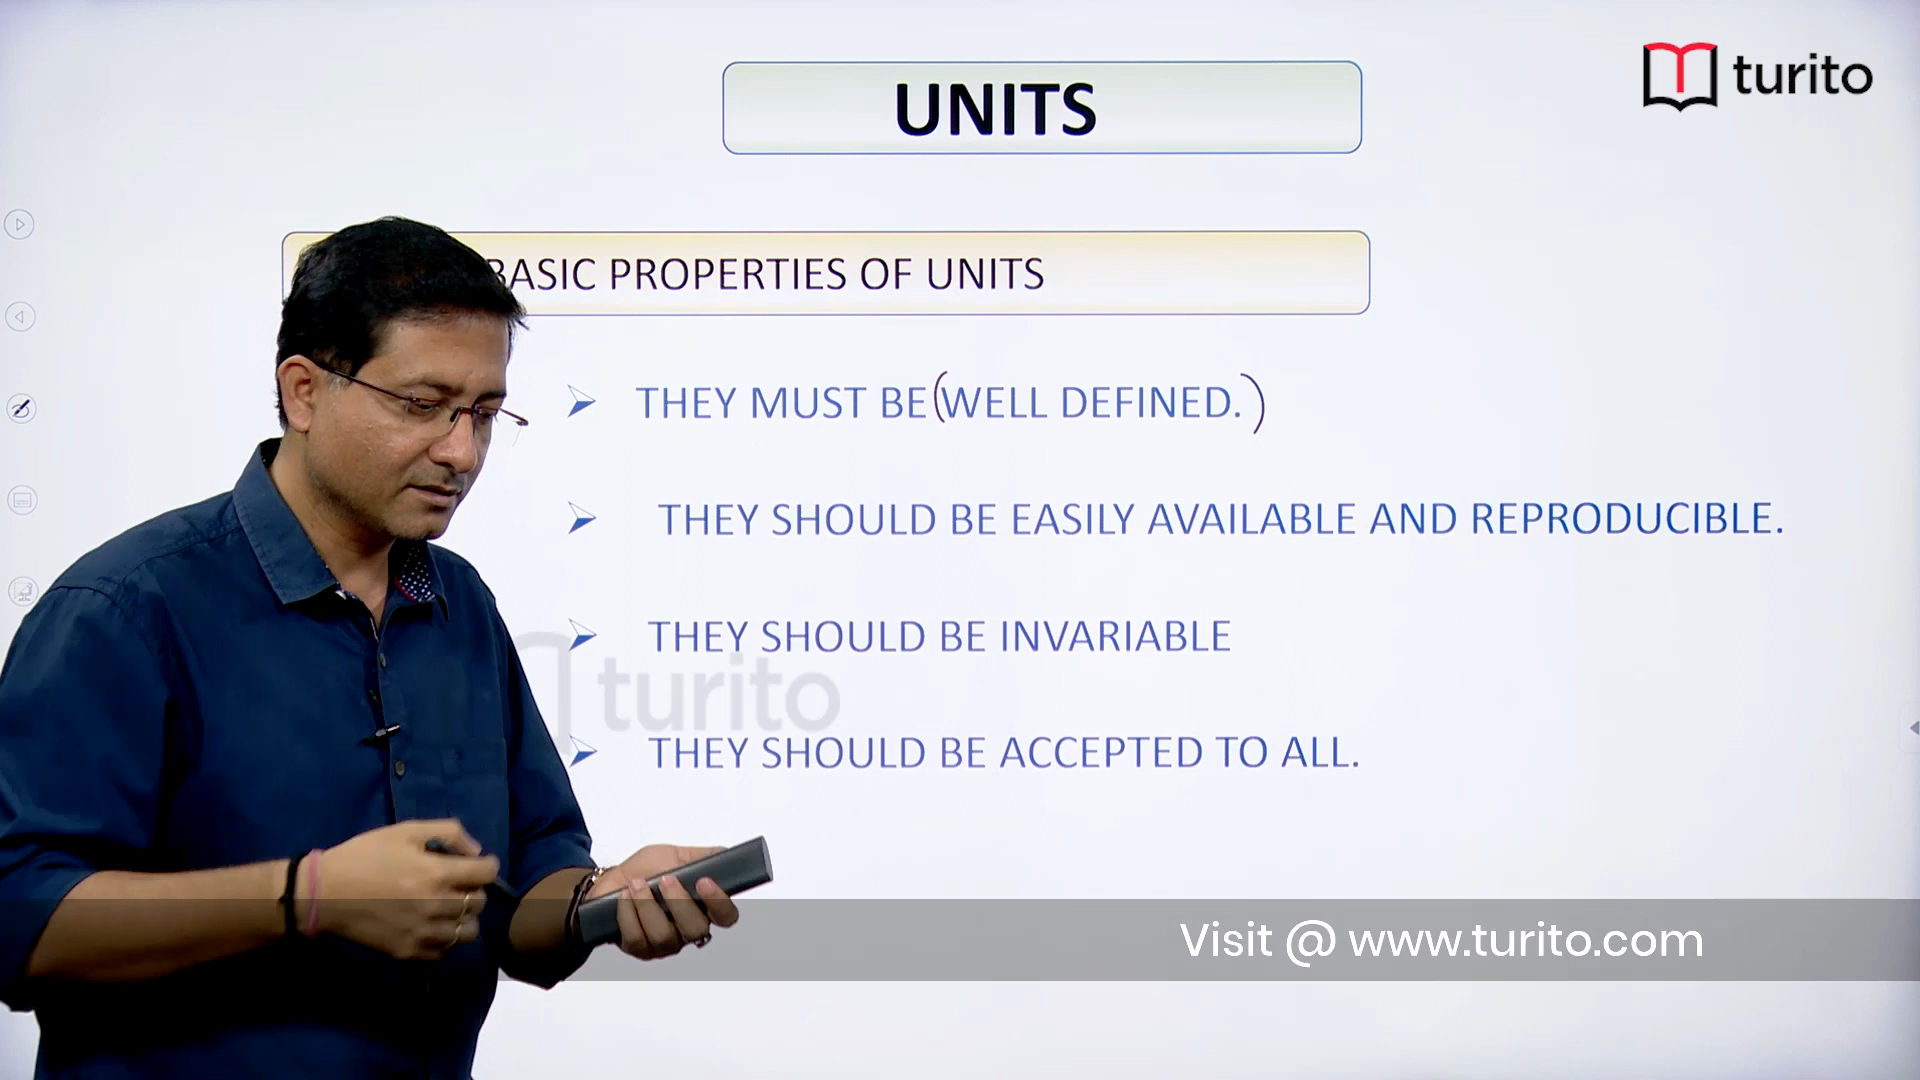 UNITS
turito
BASIC PROPERTIES OF UNITS
THEY MUST BE (WELL DEFINED.)
THEY SHOULD BE EASILY AVAILABLE AND REPRODUCIBLE.
THEY SHOULD BE INVARIABLE
turito
THEY SHOULD BE ACCEPTED TO ALL.
Visit @ www.turito.com